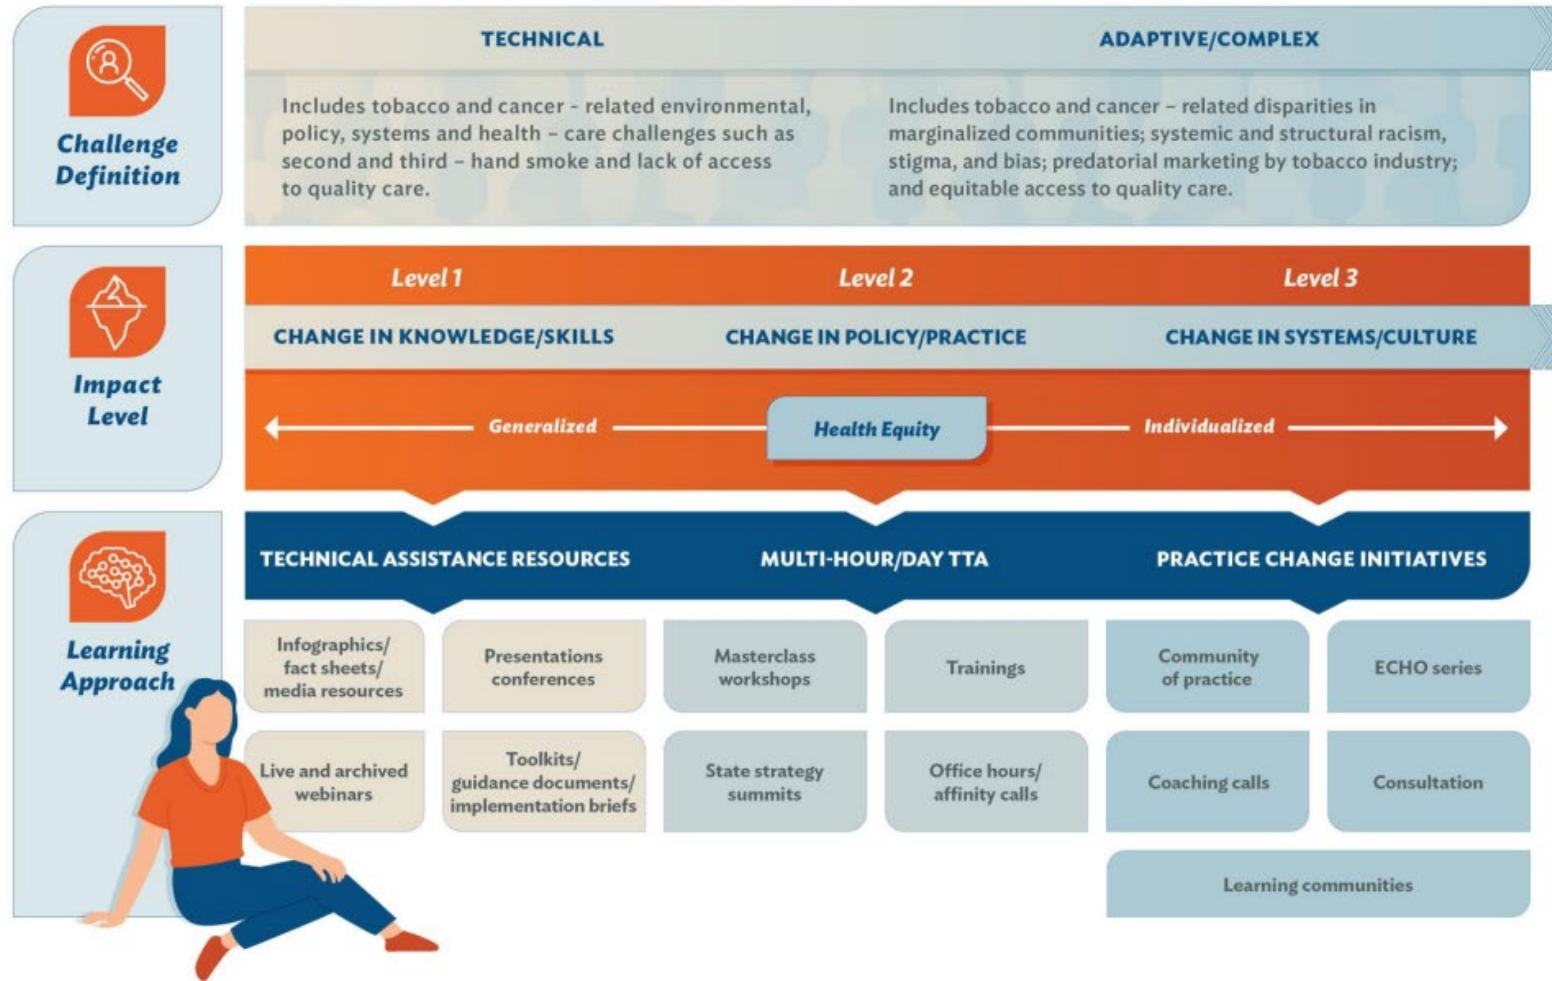 Challenge
Definition
TECHNICAL
ADAPTIVE/COMPLEX
Includes tobacco and cancer - related environmental,
policy, systems and health – care challenges such as
second and third – hand smoke and lack of access
to quality care.
Includes tobacco and cancer – related disparities in
marginalized communities; systemic and structural racism,
stigma, and bias; predatorial marketing by tobacco industry;
and equitable access to quality care.
Impact
Level
Level 1
Level 2
Level 3
CHANGE IN KNOWLEDGE/SKILLS
CHANGE IN POLICY/PRACTICE
CHANGE IN SYSTEMS/CULTURE
Generalized
Health Equity
Individualized
Learning
Approach
TECHNICAL ASSISTANCE RESOURCES
MULTI-HOUR/DAY TTA
PRACTICE CHANGE INITIATIVES
Infographics/
fact sheets/
media resources
Presentations
conferences
Masterclass
workshops
Trainings
Community
of practice
ECHO series
Live and archived
webinars
Toolkits/
guidance documents/
implementation briefs
State strategy
summits
Office hours/
affinity calls
Coaching calls
Consultation
Learning communities